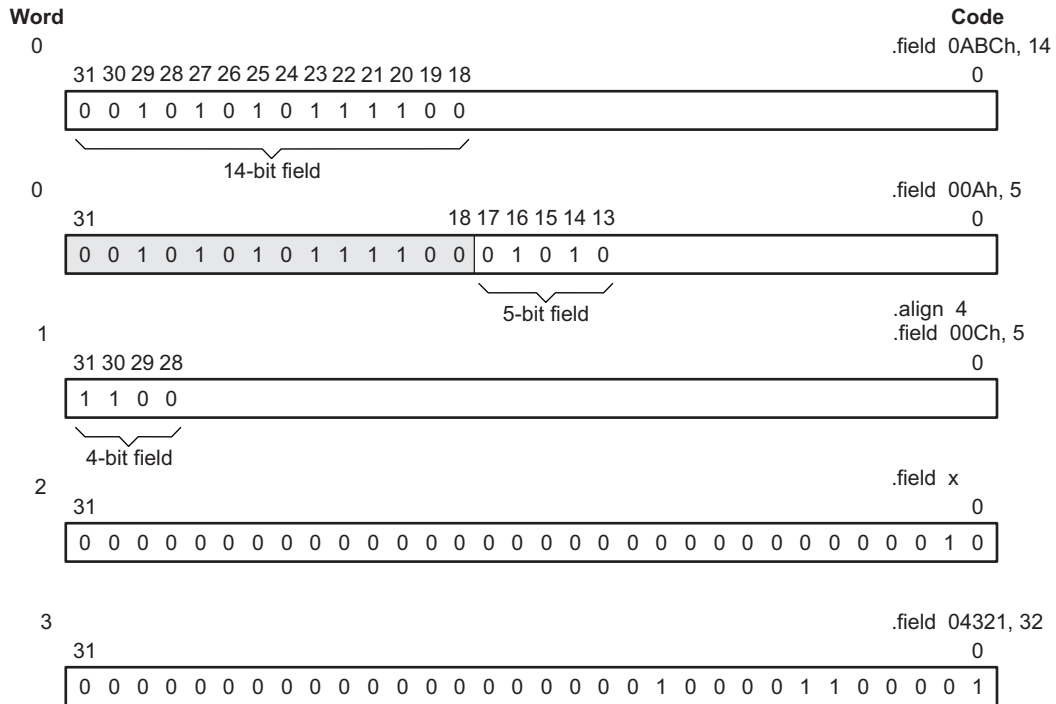 Word Code
0 .field 0ABCh, 14
31 30 29 28 27 26 25 24 23 22 21 20 19 18 0
0 0 1 0 1 0 1 0 1 1 1 1 0 0
14-bit field
0 .field 00Ah, 5
31 18 17 16 15 14 13 0
0 0 1 0 1 0 1 0 1 1 1 1 0 0 0 1 0 1 0
5-bit field
.align 4
1 .field 00Ch, 5
31 30 29 28 0
1 1 0 0
4-bit field
2 .field x
31 0
0 0 0 0 0 0 0 0 0 0 0 0 0 0 0 0 0 0 0 0 0 0 0 0 0 0 0 0 0 0 1 0
3 .field 04321, 32
31 0
0 0 0 0 0 0 0 0 0 0 0 0 0 0 0 0 0 0 0 0 1 0 0 0 0 1 1 0 0 0 0 1